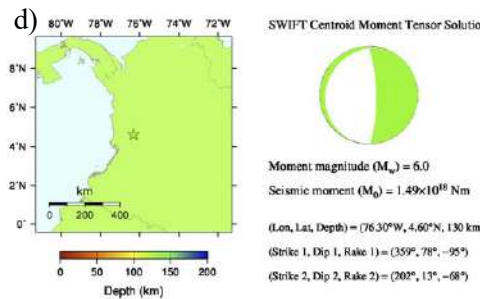 d)
80°W 76°W 72°W
8°N
6°N
4°N
2°N
0°
km
0 200 400
0 50 100 150 200
Depth (km)
SWIFT Centroid Moment Tensor Solutio
Moment magnitude (Mw) = 6.0
Seismic moment (M0) = 1.49×10¹⁸ Nm
(Lon, Lat, Depth) = (76.30°W, 4.60°N, 130 km
(Strike 1, Dip 1, Rake 1) = (359°, 78°, −95°)
(Strike 2, Dip 2, Rake 2) = (202°, 13°, −68°)